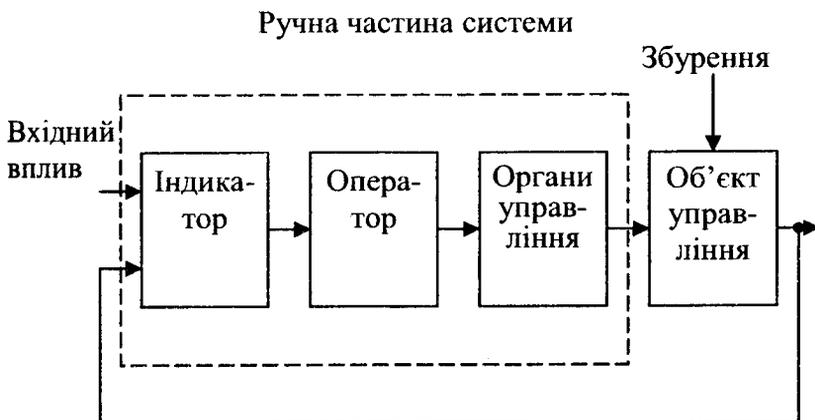 Ручна частина системи
Збурення
Вхідний
вплив
Індика-
тор
Опера-
тор
Органи
управ-
ління
Об’єкт
управ-
ління